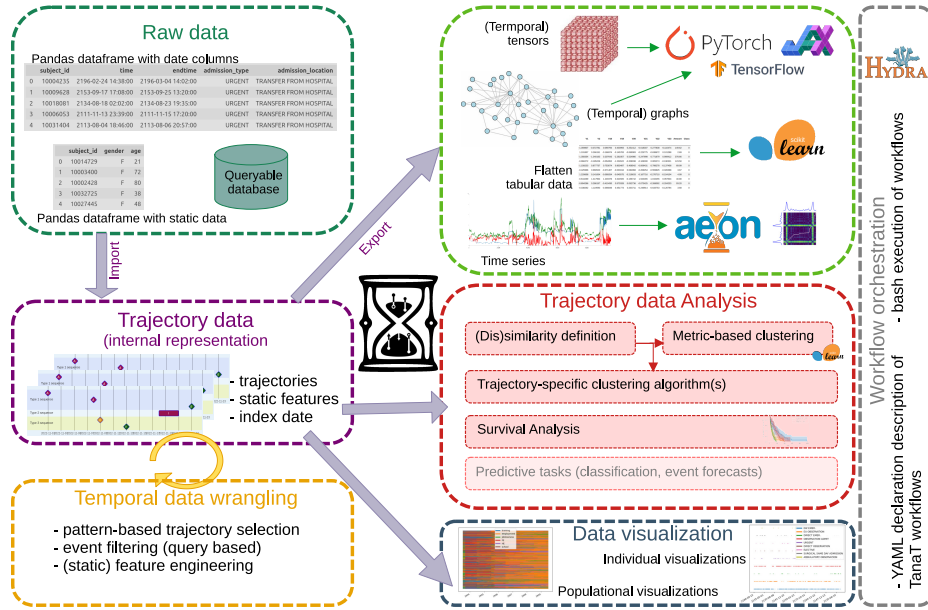 Raw data
Pandas dataframe with date columns
subject_id time endtime admission_type admission_location
0 10004235 2196-02-24 14:38:00 2196-03-04 14:02:00 URGENT TRANSFER FROM HOSPITAL
1 10009628 2153-09-17 17:08:00 2153-09-25 13:20:00 URGENT TRANSFER FROM HOSPITAL
2 10018081 2134-08-18 02:02:00 2134-08-23 19:35:00 URGENT TRANSFER FROM HOSPITAL
3 10006053 2111-11-13 23:39:00 2111-11-15 17:20:00 URGENT TRANSFER FROM HOSPITAL
4 10031404 2113-08-04 18:46:00 2113-08-06 20:57:00 URGENT TRANSFER FROM HOSPITAL
subject_id gender age
0 10014729 F 21
1 10003400 F 72
2 10002428 F 80
3 10032725 F 38
4 10027445 F 48
Queryable
database
Pandas dataframe with static data
Import
Export
(Termporal)
tensors
PyTorch
JAX
TensorFlow
(Temporal) graphs
Flatten
tabular data
scikit
learn
Time series
aeon
Trajectory data
(internal representation
- trajectories
- static features
- index date
Temporal data wrangling
- pattern-based trajectory selection
- event filtering (query based)
- (static) feature engineering
Trajectory data Analysis
(Dis)similarity definition
Metric-based clustering
learn
Trajectory-specific clustering algorithm(s)
Survival Analysis
Predictive tasks (classification, event forecasts)
Data visualization
Individual visualizations
Populational visualizations
HYDRA
Workflow orchestration
- YAML declaration description of
TanaT workflows
- bash execution of workflows